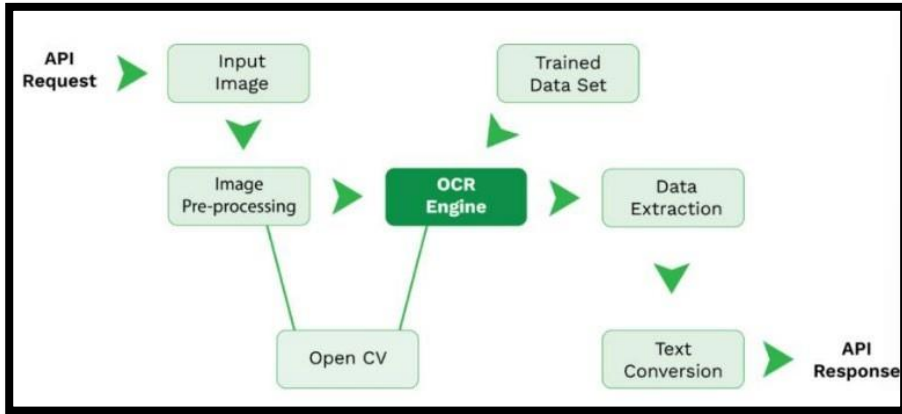 API
Request
Input
Image
Trained
Data Set
Image
Pre-processing
OCR
Engine
Data
Extraction
Open CV
Text
Conversion
API
Response